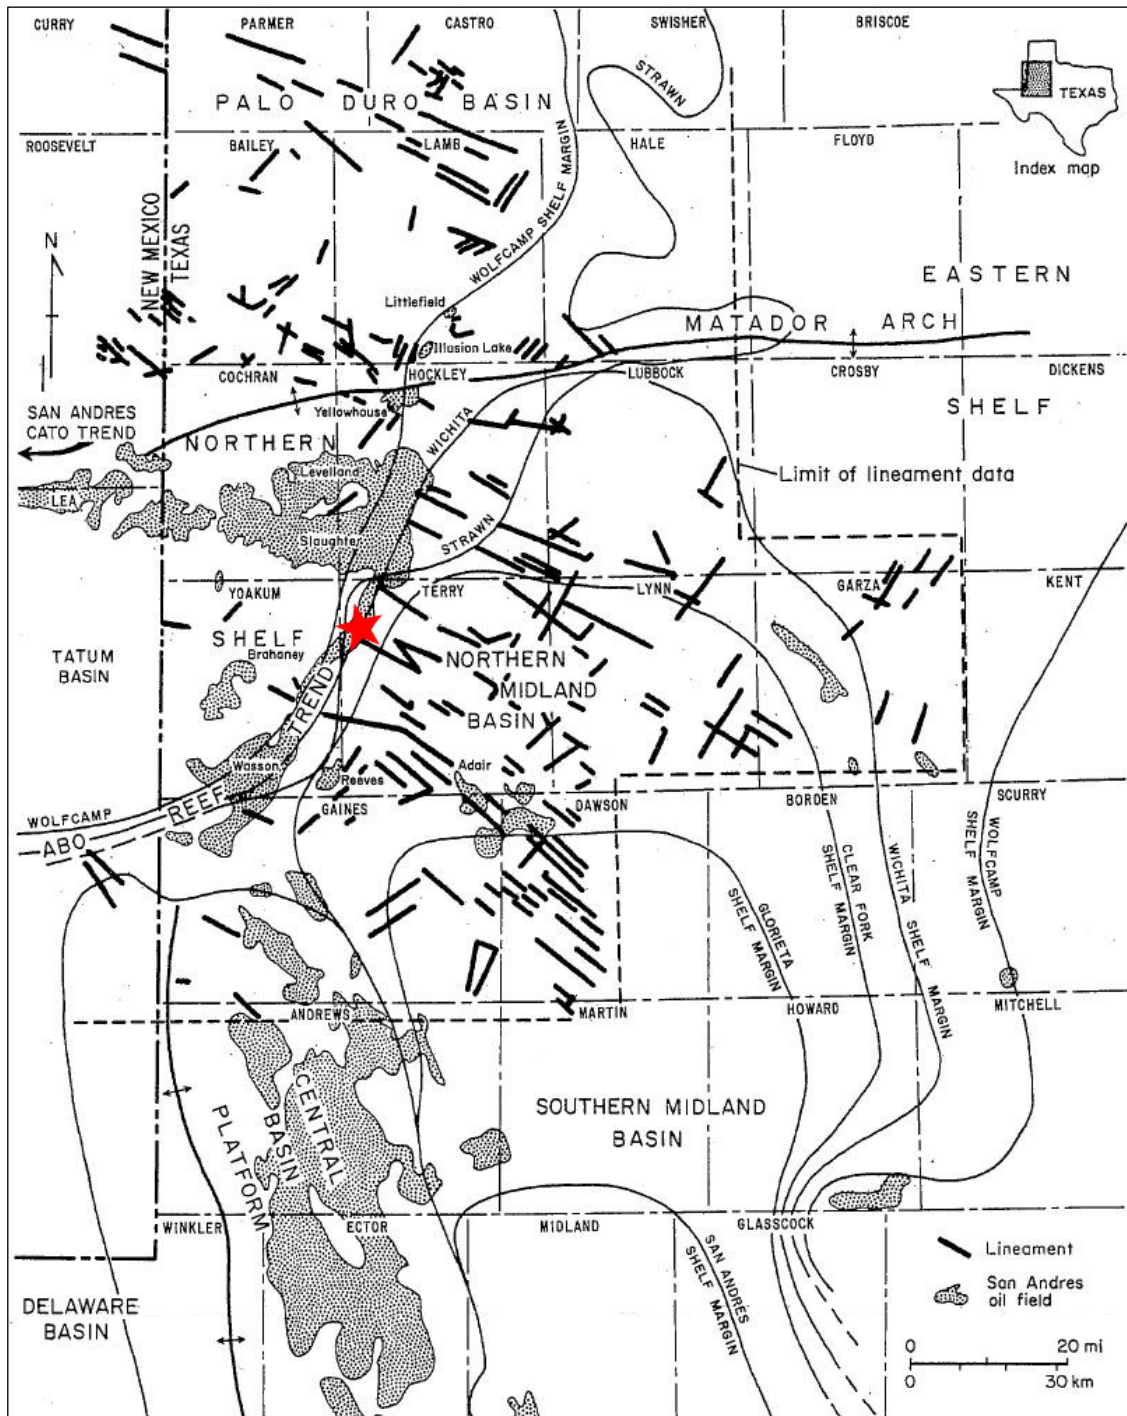 CURRY
PARMER
CASTRO
SWISHER
BRISCOE
STRAWN
TEXAS
Index map
PALO DURO BASIN
ROOSEVELT
BAILEY
LAMB
HALE
FLOYD
WOLFCAMP SHELF MARGIN
NEW MEXICO
TEXAS
N
EASTERN
Littlefield
MATADOR ARCH
Illusion Lake
COCHRAN
HOCKLEY
LUBBOCK
CROSBY
DICKENS
SAN ANDRES
CATO TREND
Yellowhouse
WICHITA
SHELF
NORTHERN
Levelland
Limit of lineament data
LEA
Slaughter
STRAWN
YOAKUM
TERRY
LYNN
GARZA
KENT
SHELF
Brahaney
TATUM
BASIN
NORTHERN
MIDLAND
BASIN
TREND
Wasson
Reeves
Adair
REEF
GAINES
DAWSON
BORDEN
SCURRY
WOLFCAMP
ABO
CLEAR FORK
SHELF MARGIN
WICHITA SHELF MARGIN
WOLFCAMP
SHELF MARGIN
GLORIETA
SHELF MARGIN
ANDREWS
MARTIN
HOWARD
MITCHELL
CENTRAL
BASIN
PLATFORM
SOUTHERN MIDLAND
BASIN
WINKLER
ECTOR
MIDLAND
GLASSCOCK
SAN ANDRES
SHELF MARGIN
Lineament
San Andres
oil field
DELAWARE
BASIN
0 20 mi
0 30 km